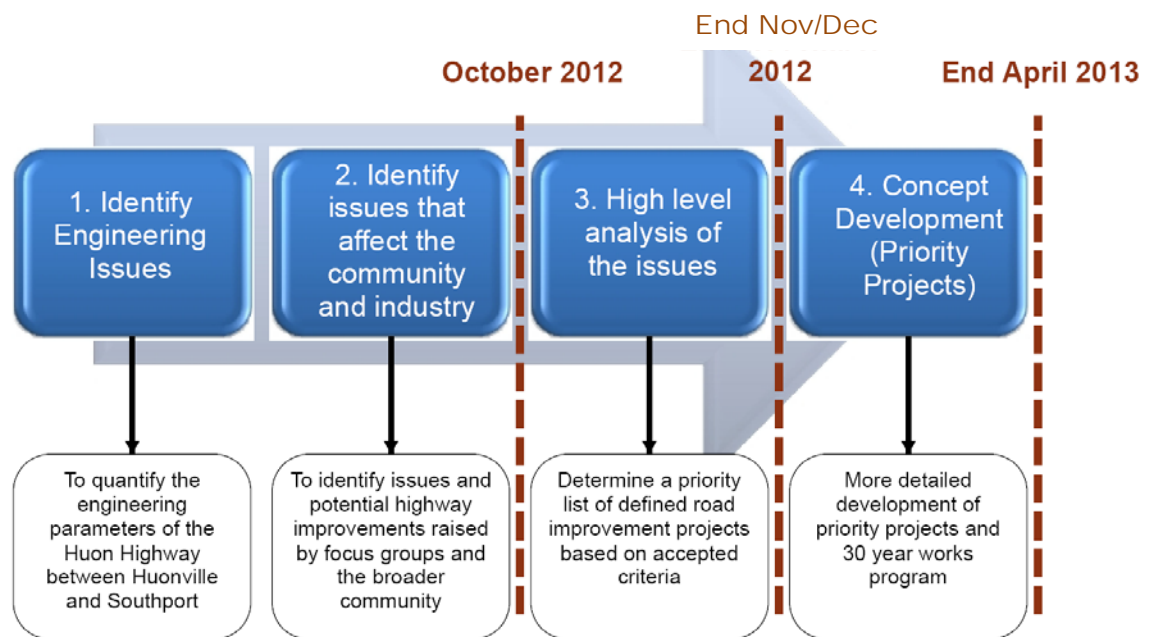 End Nov/Dec
October 2012
2012
End April 2013
1. Identify
Engineering
Issues
2. Identify
issues that
affect the
community
and industry
3. High level
analysis of
the issues
4. Concept
Development
(Priority
Projects)
To quantify the
engineering
parameters of the
Huon Highway
between Huonville
and Southport
To identify issues and
potential highway
improvements raised
by focus groups and
the broader
community
Determine a priority
list of defined road
improvement projects
based on accepted
criteria
More detailed
development of
priority projects and
30 year works
program